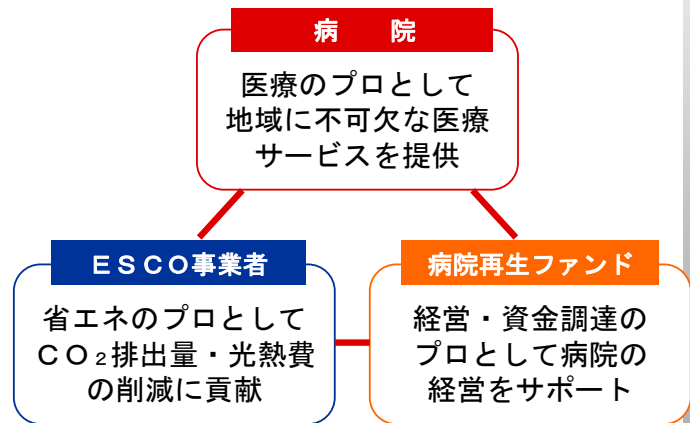 病　院
医療のプロとして
地域に不可欠な医療
サービスを提供
ＥＳＣＯ事業者
省エネのプロとして
ＣＯ₂排出量・光熱費
の削減に貢献
病院再生ファンド
経営・資金調達の
プロとして病院の
経営をサポート